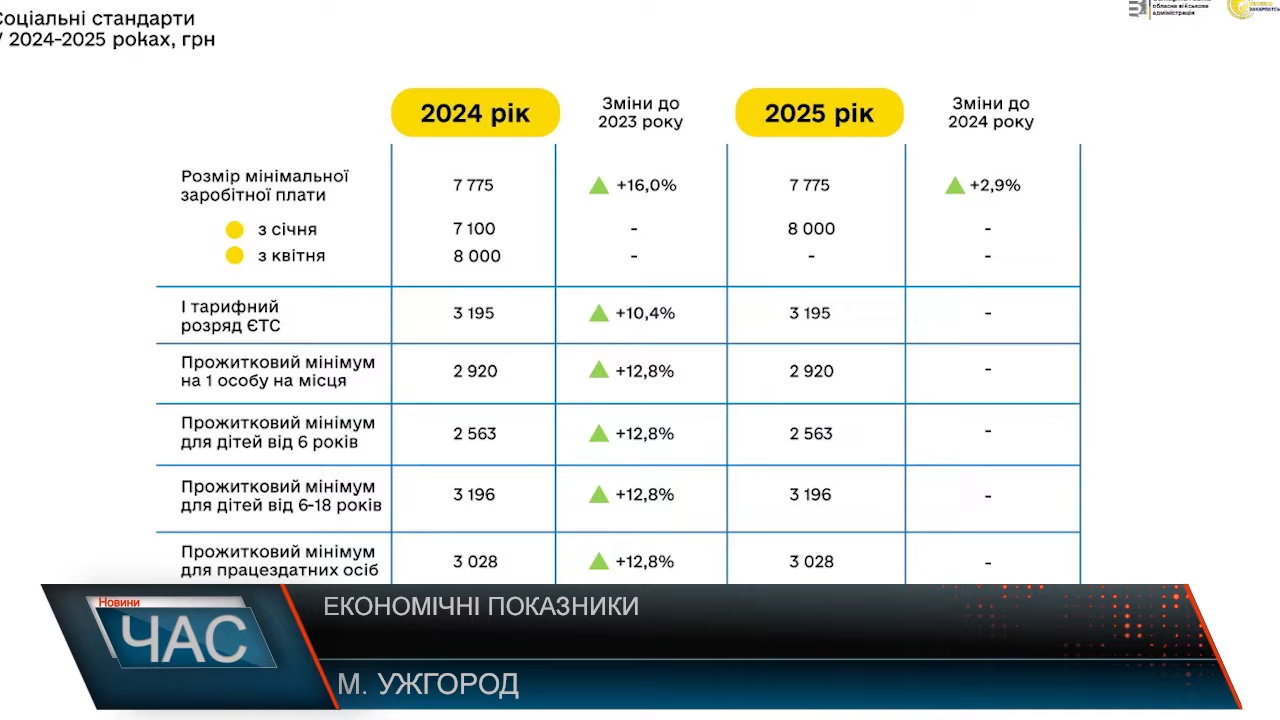 Соціальні стандарти
у 2024-2025 роках, грн
обласна військова
адміністрація
2024 рік
Зміни до
2023 року
2025 рік
Зміни до
2024 року
Розмір мінімальної
заробітної плати
7 775
+16,0%
7 775
+2,9%
з січня
7 100
-
8 000
-
з квітня
8 000
-
-
-
І тарифний
розряд ЄТС
3 195
+10,4%
3 195
-
Прожитковий мінімум
на 1 особу на місця
2 920
+12,8%
2 920
-
Прожитковий мінімум
для дітей від 6 років
2 563
+12,8%
2 563
-
Прожитковий мінімум
для дітей від 6-18 років
3 196
+12,8%
3 196
-
Прожитковий мінімум
для працездатних осіб
3 028
+12,8%
3 028
-
Новини
ЧАС
ЕКОНОМІЧНІ ПОКАЗНИКИ
М. УЖГОРОД